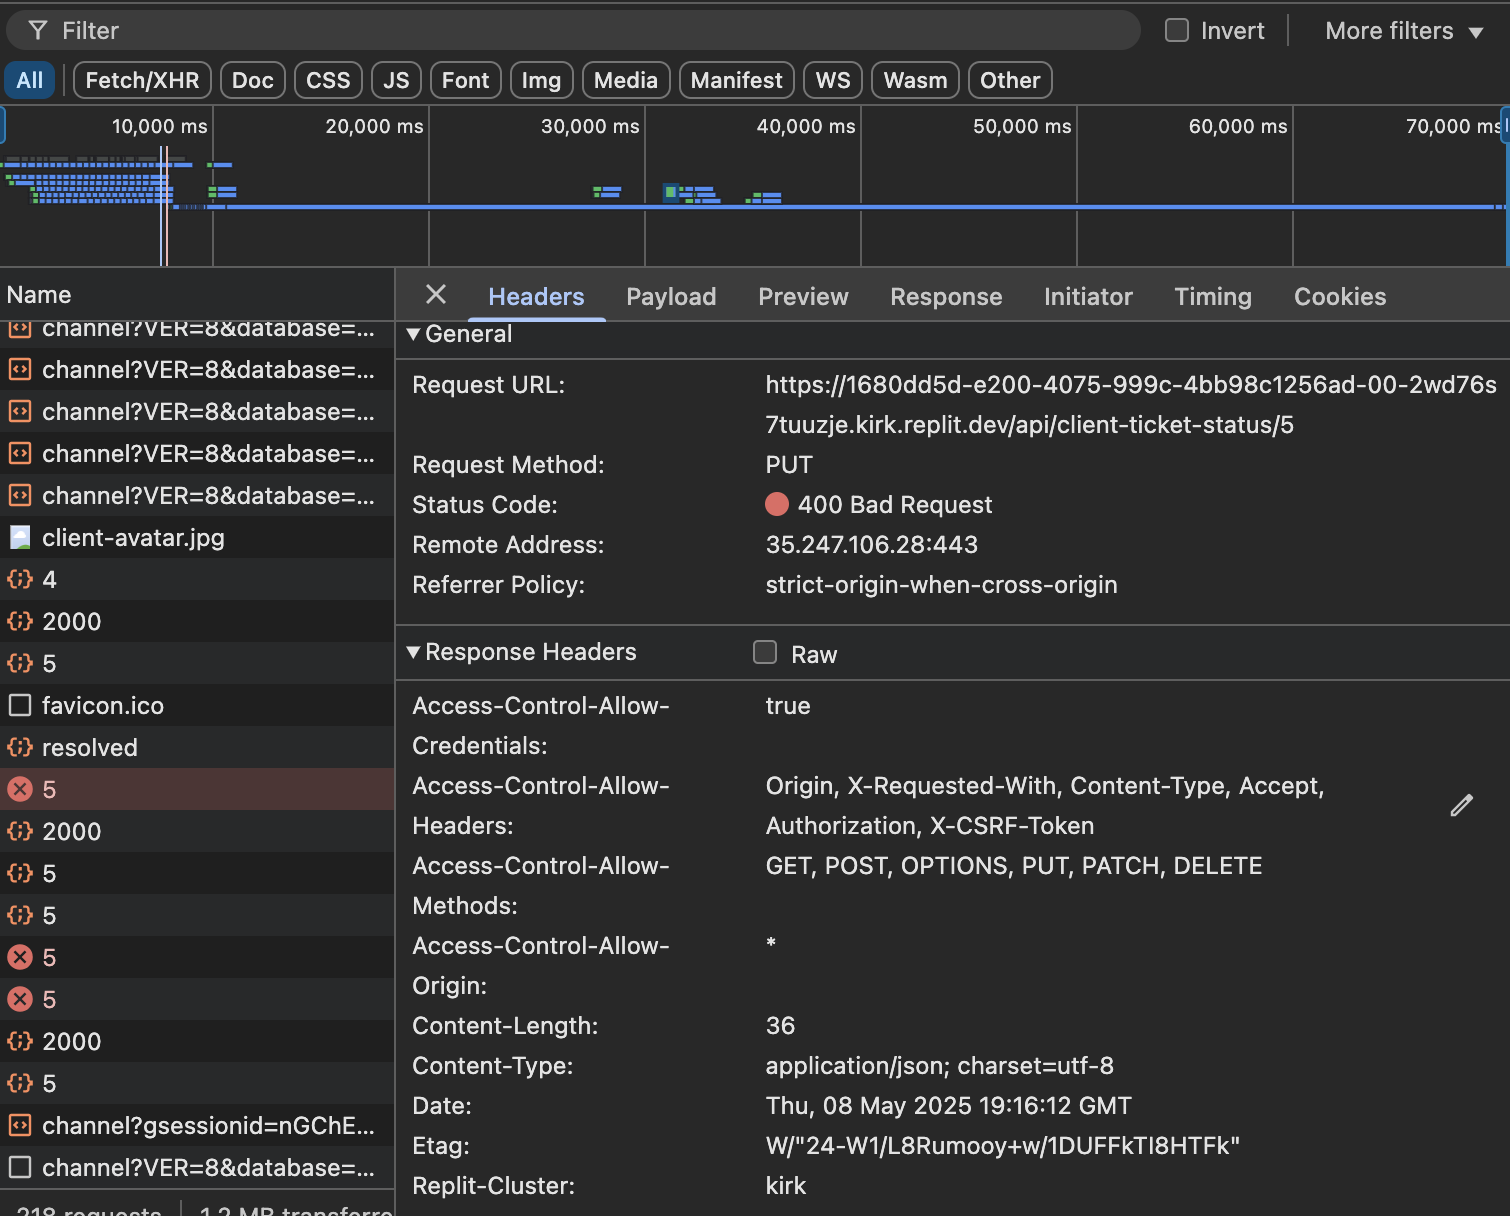 Filter
Invert
More filters
All
Fetch/XHR
Doc
CSS
JS
Font
Img
Media
Manifest
WS
Wasm
Other
10,000 ms
20,000 ms
30,000 ms
40,000 ms
50,000 ms
60,000 ms
70,000 ms
Name
channel?VER=8&database=...
channel?VER=8&database=...
channel?VER=8&database=...
channel?VER=8&database=...
channel?VER=8&database=...
client-avatar.jpg
4
2000
5
favicon.ico
resolved
5
2000
5
5
5
5
2000
5
channel?gsessionid=nGChE...
channel?VER=8&database=...
218 requests
1.2 MB transferre
Headers
Payload
Preview
Response
Initiator
Timing
Cookies
General
Request URL:
https://1680dd5d-e200-4075-999c-4bb98c1256ad-00-2wd76s
7tuuzje.kirk.replit.dev/api/client-ticket-status/5
Request Method:
PUT
Status Code:
400 Bad Request
Remote Address:
35.247.106.28:443
Referrer Policy:
strict-origin-when-cross-origin
Response Headers
Raw
Access-Control-Allow-
Credentials:
true
Access-Control-Allow-
Headers:
Origin, X-Requested-With, Content-Type, Accept,
Authorization, X-CSRF-Token
Access-Control-Allow-
Methods:
GET, POST, OPTIONS, PUT, PATCH, DELETE
Access-Control-Allow-
Origin:
*
Content-Length:
36
Content-Type:
application/json; charset=utf-8
Date:
Thu, 08 May 2025 19:16:12 GMT
Etag:
W/"24-W1/L8Rumooy+w/1DUFFkTI8HTFk"
Replit-Cluster:
kirk